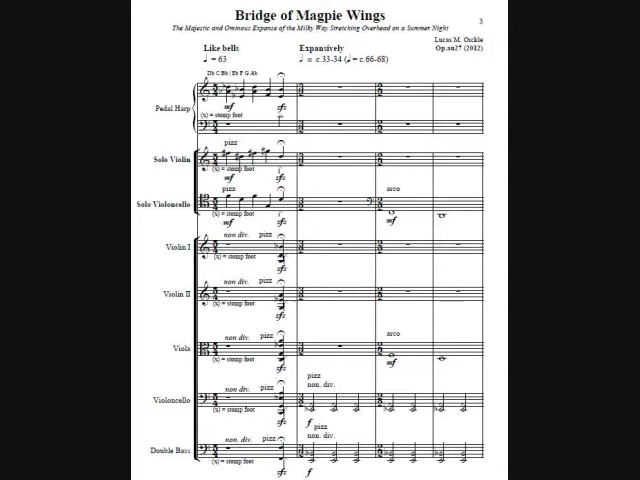 Bridge of Magpie Wings
3
The Majestic and Ominous Expanse of the Milky Way Stretching Overhead on a Summer Night
Lucas M. Oickle
Op.au27 (2012)
Like bells
Expansively
♩ = 63
c.33-34 (♩ = c.66-68)
Db C Bb | Eb F G Ab
Pedal Harp
mf
sfz
(x) = stomp foot
pizz
Solo Violin
(x) = stomp foot
mf
sfz
pizz
arco
Solo Violoncello
(x) = stomp foot
mf
sfz
mf
non div.
pizz
Violin I
(x) = stomp foot
sfz
non div.
pizz
Violin II
(x) = stomp foot
sfz
non div.
pizz
arco
Viola
(x) = stomp foot
sfz
mf
non div.
pizz
pizz
non. div.
Violoncello
(x) = stomp foot
sfz
f
non div.
pizz
pizz
non. div.
Double Bass
(x) = stomp foot
sfz
f